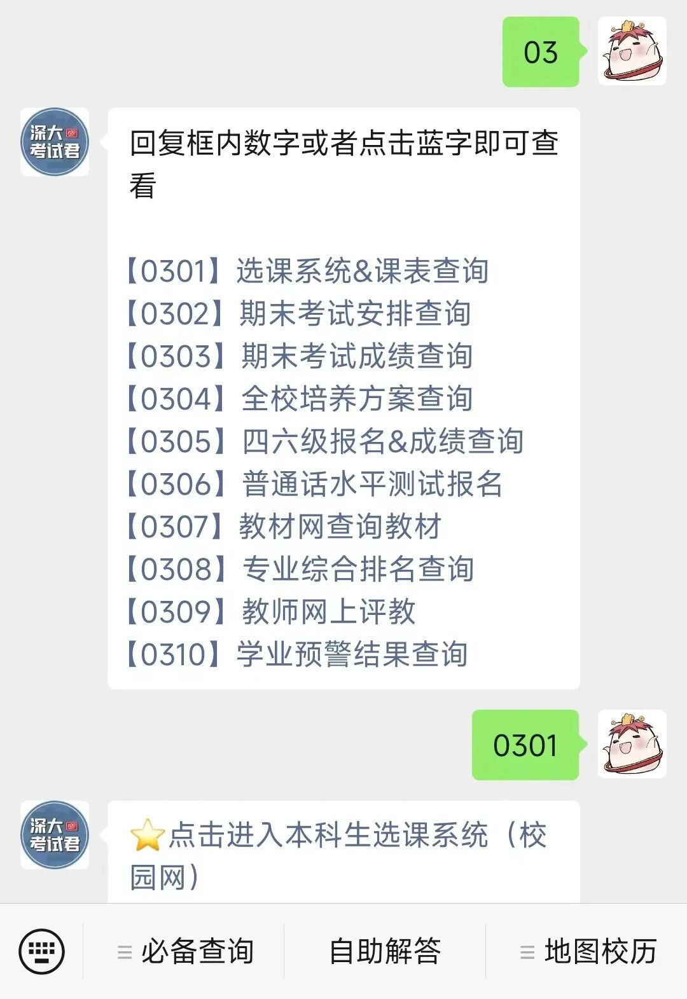 03
深大
考试君
回复框内数字或者点击蓝字即可查
看
【0301】选课系统&课表查询
【0302】期末考试安排查询
【0303】期末考试成绩查询
【0304】全校培养方案查询
【0305】四六级报名&成绩查询
【0306】普通话水平测试报名
【0307】教材网查询教材
【0308】专业综合排名查询
【0309】教师网上评教
【0310】学业预警结果查询
0301
深大
考试君
⭐点击进入本科生选课系统（校
园网）
必备查询
自助解答
地图校历